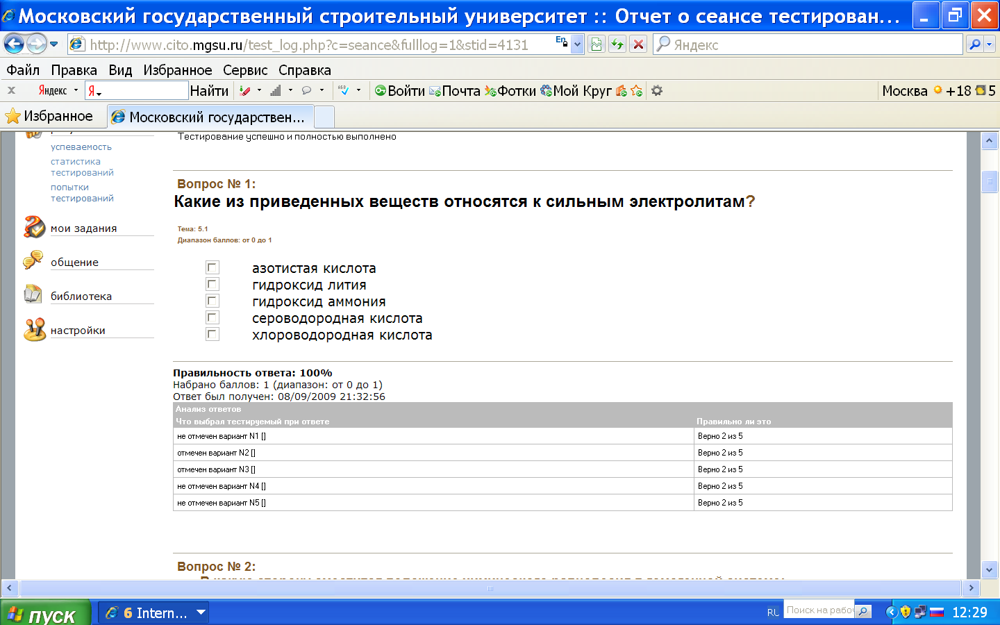 Московский государственный строительный университет :: Отчет о сеансе тестирован...
http://www.cito.mgsu.ru/test_log.php?c=seance&fulllog=1&stid=4131
En
Яндекс
Файл Правка Вид Избранное Сервис Справка
x Яндекс Я Найти ABC Войти Почта Фотки Мой Круг Москва +18 5
Избранное Московский государствен...
Тестирование успешно и полностью выполнено
успеваемость
статистика
тестирований
попытки
тестирований
мои задания
общение
библиотека
настройки
Вопрос № 1:
Какие из приведенных веществ относятся к сильным электролитам?
Тема: 5.1
Диапазон баллов: от 0 до 1
азотистая кислота
гидроксид лития
гидроксид аммония
сероводородная кислота
хлороводородная кислота
Правильность ответа: 100%
Набрано баллов: 1 (диапазон: от 0 до 1)
Ответ был получен: 08/09/2009 21:32:56
Анализ ответов
Что выбрал тестируемый при ответе Правильно ли это
не отмечен вариант N1 [] Верно 2 из 5
отмечен вариант N2 [] Верно 2 из 5
отмечен вариант N3 [] Верно 2 из 5
не отмечен вариант N4 [] Верно 2 из 5
не отмечен вариант N5 [] Верно 2 из 5
Вопрос № 2:
пуск 6 Intern... RU Поиск на рабоч 12:29